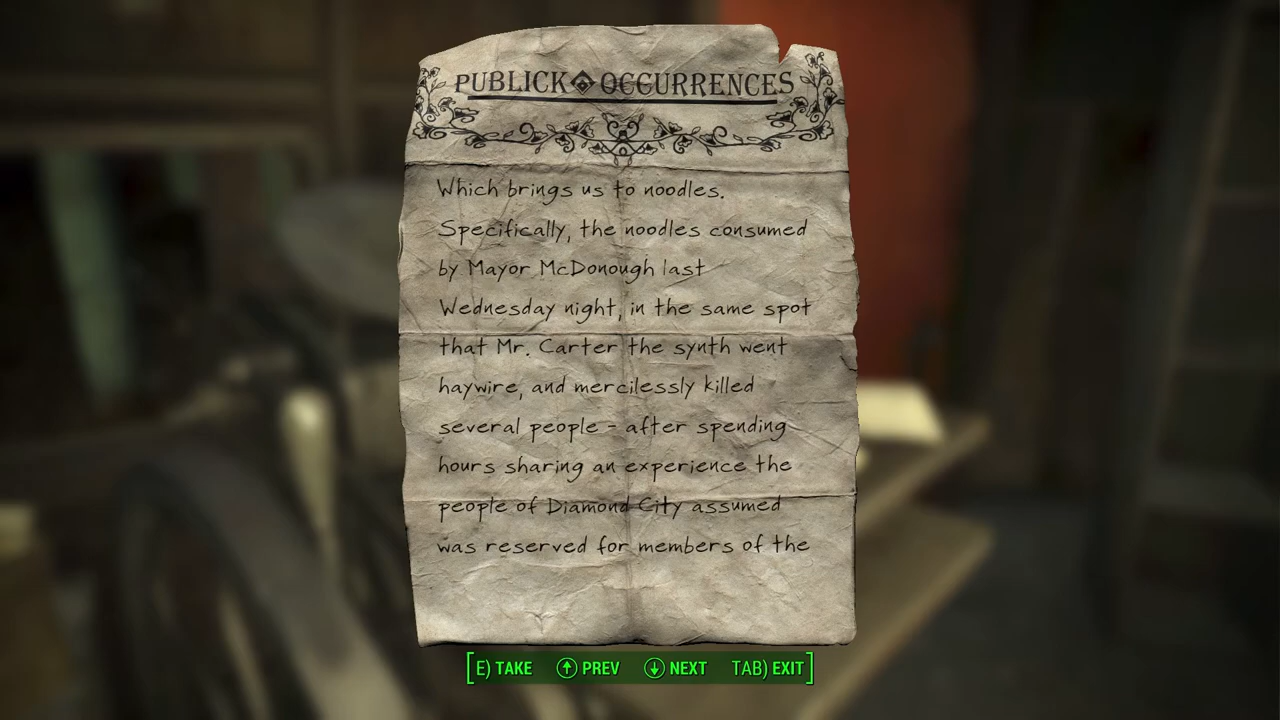 PUBLICK OCCURRENCES
Which brings us to noodles.
Specifically, the noodles consumed
by Mayor McDonough last
Wednesday night, in the same spot
that Mr. Carter the synth went
haywire, and mercilessly killed
several people - after spending
hours sharing an experience the
people of Diamond City assumed
was reserved for members of the
E) TAKE PREV NEXT TAB) EXIT